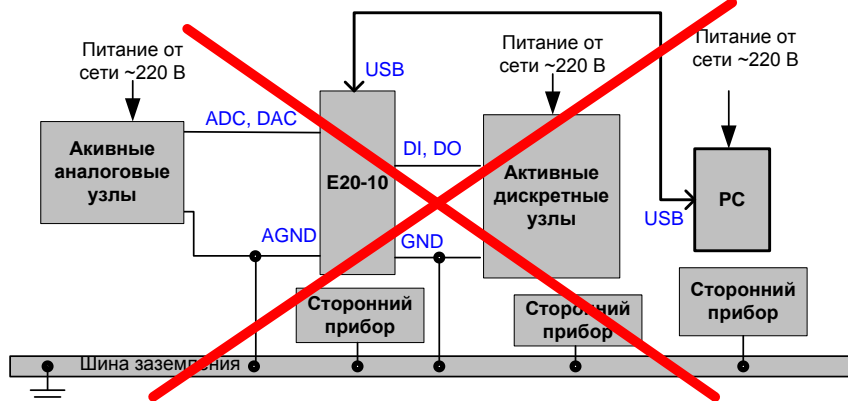 Питание от
сети ~220 В
USB
Питание от
сети ~220 В
Питание от
сети ~220 В
ADC, DAC
Акивные
аналоговые
узлы
E20-10
DI, DO
Активные
дискретные
узлы
PC
USB
AGND
GND
Сторонний
прибор
Сторонний
прибор
Сторонний
прибор
Шина заземления